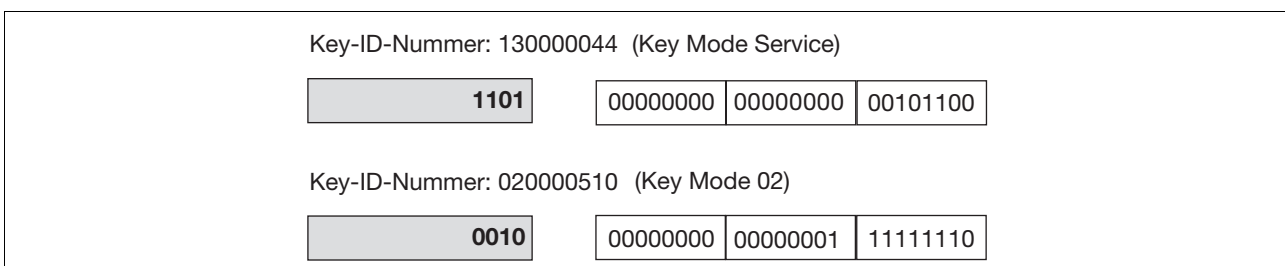 Key-ID-Nummer: 130000044 (Key Mode Service)
1101 00000000 00000000 00101100
Key-ID-Nummer: 020000510 (Key Mode 02)
0010 00000000 00000001 11111110